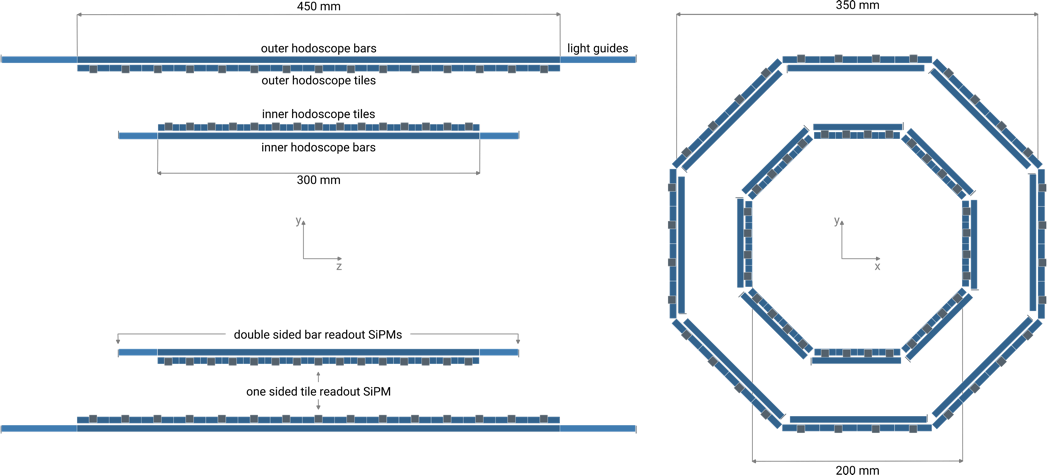 450 mm
350 mm
outer hodoscope bars
light guides
outer hodoscope tiles
inner hodoscope tiles
inner hodoscope bars
300 mm
y
z
y
x
double sided bar readout SiPMs
one sided tile readout SiPM
200 mm